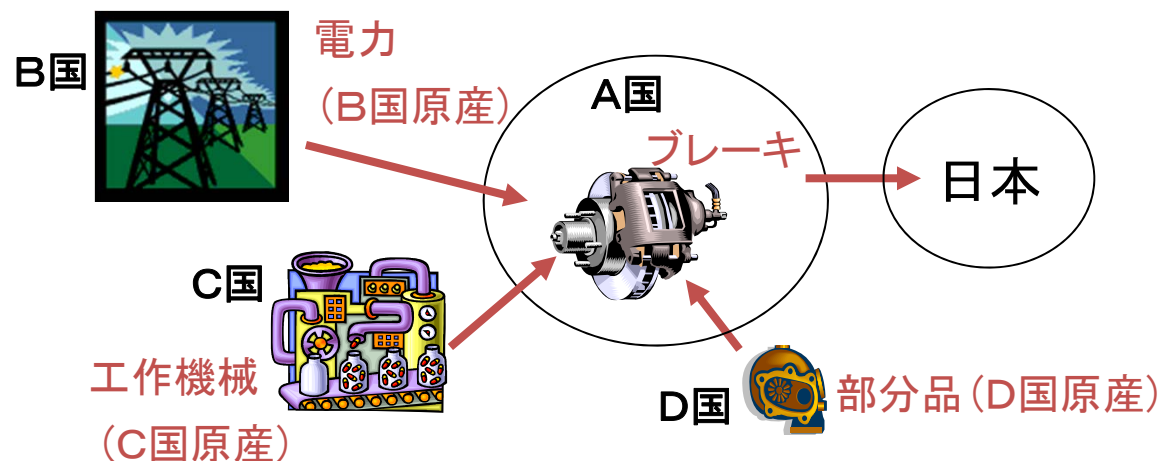 B国
電力
(B国原産)
A国
ブレーキ
日本
C国
工作機械
(C国原産)
D国
部分品(D国原産)